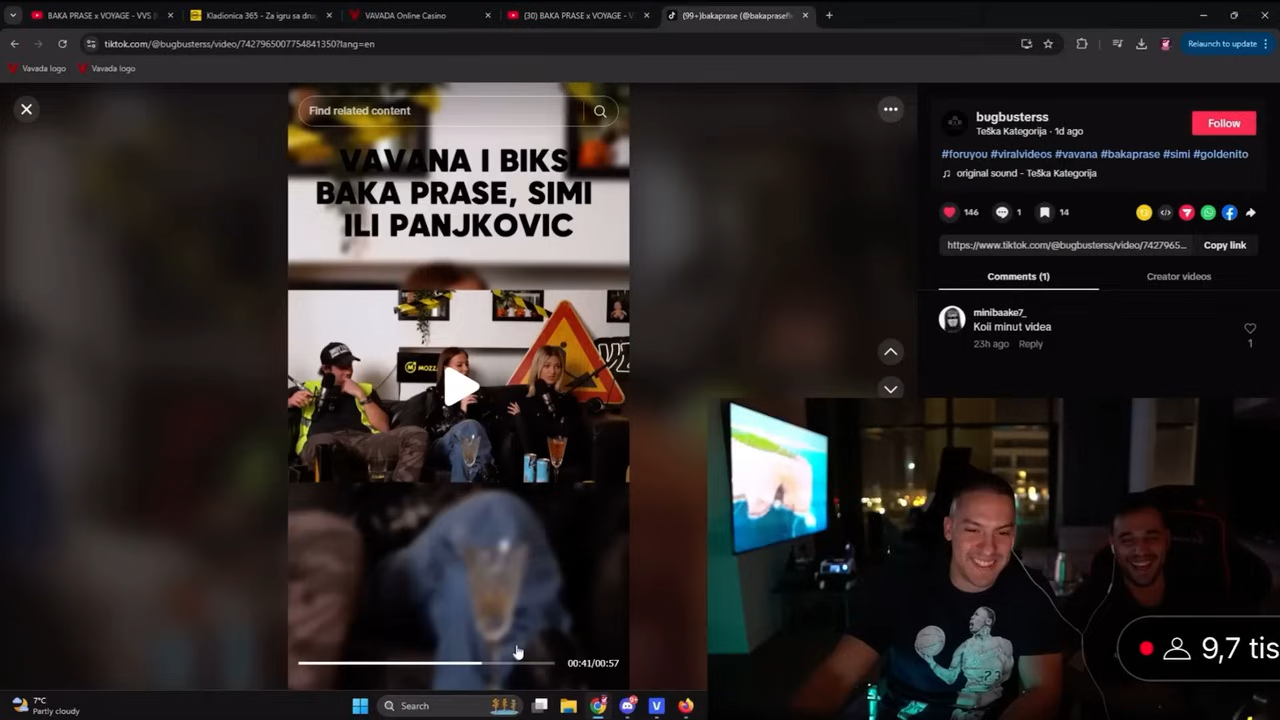 BAKA PRASE x VOYAGE - VVS
Kladionica 365 - Za igru sa dru
VAVADA Online Casino
(30) BAKA PRASE x VOYAGE - V
(99+)bakaprase (@bakaprasefl
tiktok.com/@bugbusterss/video/7427965007754841350?lang=en
Relaunch to update
Vavada logo
Vavada logo
Find related content
VAVANA I BIKSI
BAKA PRASE, SIMI
ILI PANJKOVIC
MOZZ
00:41/00:57
bugbusterss
Teška Kategorija · 1d ago
Follow
#foruyou #viralvideos #vavana #bakaprase #simi #goldenito
original sound - Teška Kategorija
146
1
14
https://www.tiktok.com/@bugbusterss/video/7427965...
Copy link
Comments (1)
Creator videos
minibaake7_
Koii minut videa
23h ago
Reply
1
23
9,7 tis
7°C
Partly cloudy
Search